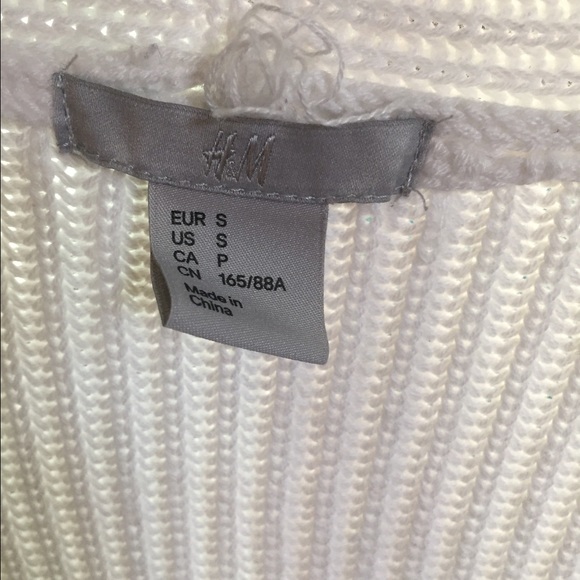 H&M
EUR S
US S
CA P
CN 165/88A
Made in
China